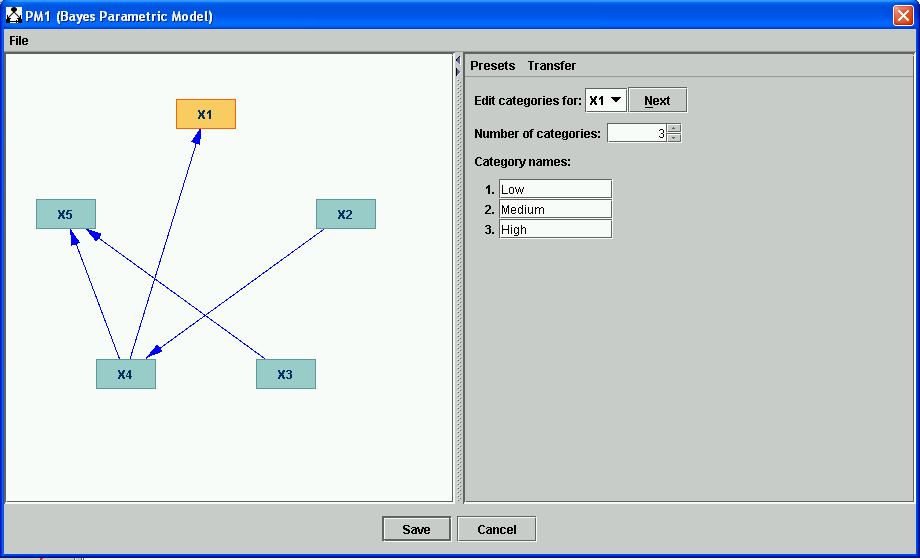 PM1 (Bayes Parametric Model)
File
Presets Transfer
Edit categories for: X1 Next
Number of categories: 3
Category names:
1. Low
2. Medium
3. High
X1
X5 X2
X4 X3
Save Cancel